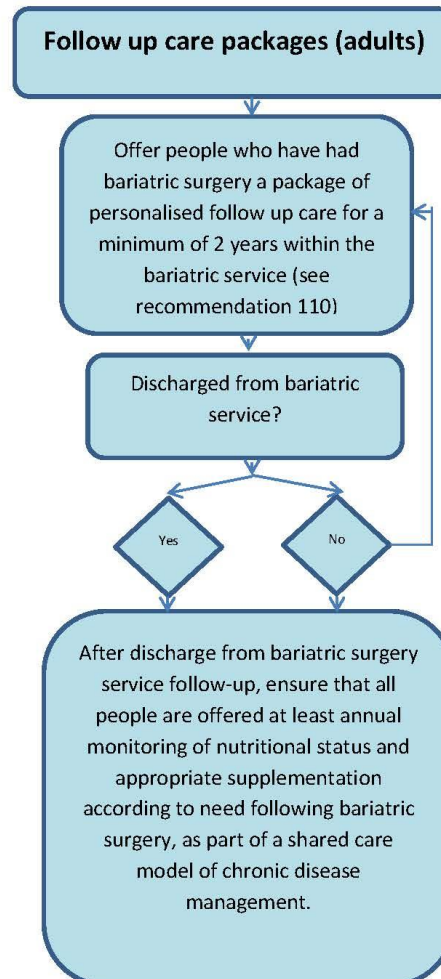 Follow up care packages (adults)
Offer people who have had
bariatric surgery a package of
personalised follow up care for a
minimum of 2 years within the
bariatric service (see
recommendation 110)
Discharged from bariatric
service?
Yes
No
After discharge from bariatric surgery
service follow-up, ensure that all
people are offered at least annual
monitoring of nutritional status and
appropriate supplementation
according to need following bariatric
surgery, as part of a shared care
model of chronic disease
management.